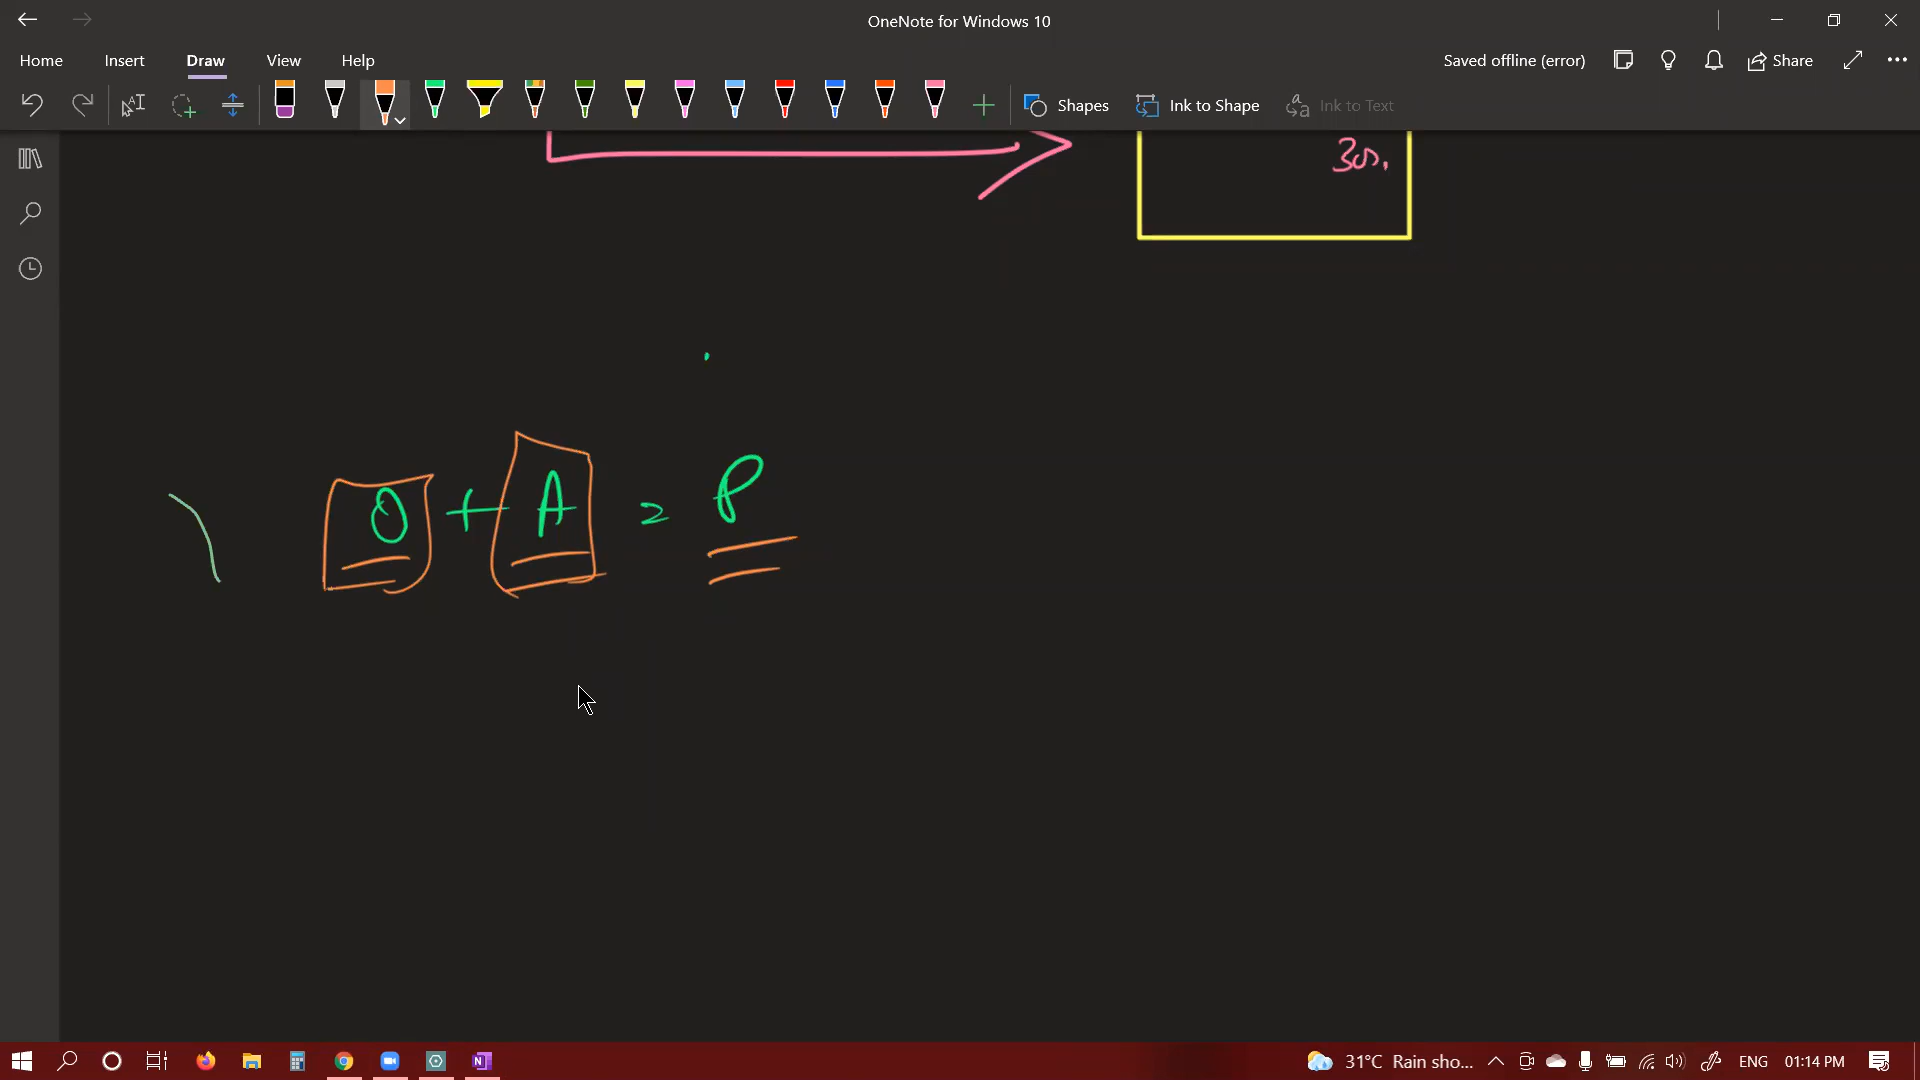 OneNote for Windows 10
Home Insert Draw View Help Saved offline (error) Share
Shapes Ink to Shape Ink to Text
O + A = P
31°C Rain sho... ENG 01:14 PM